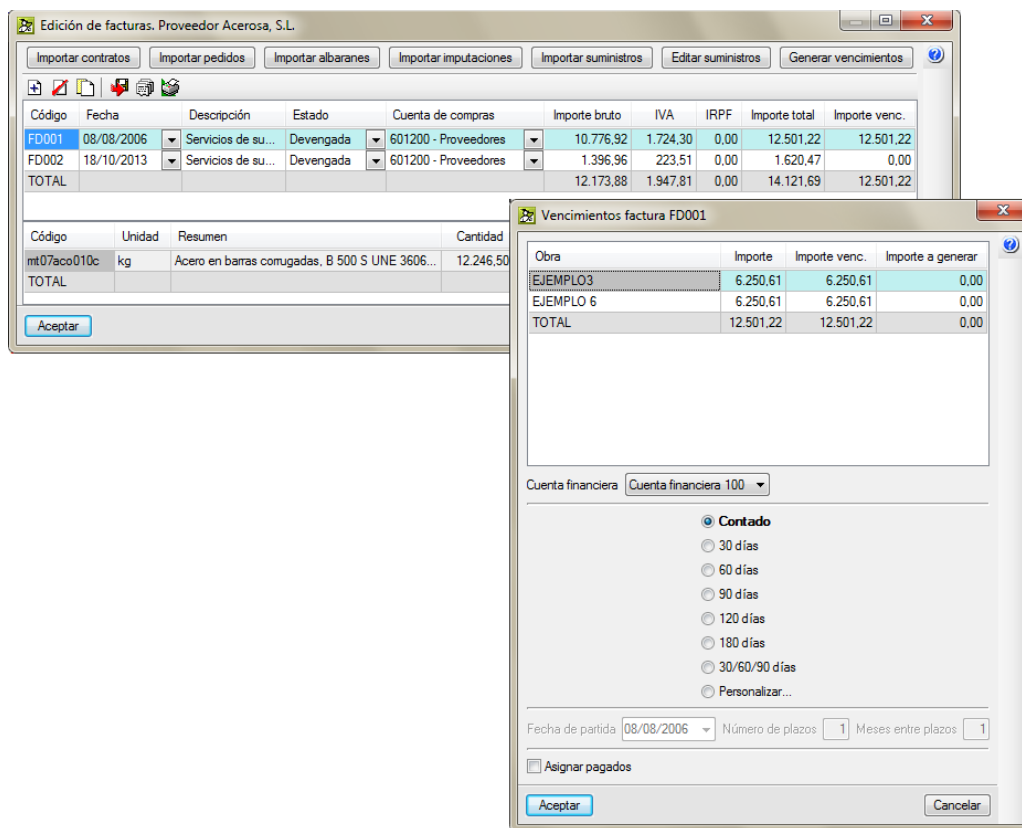 Edición de facturas. Proveedor Acerosa, S.L.
Importar contratos Importar pedidos Importar albaranes Importar imputaciones Importar suministros Editar suministros Generar vencimientos
Código Fecha Descripción Estado Cuenta de compras Importe bruto IVA IRPF Importe total Importe venc.
FD001 08/08/2006 Servicios de su... Devengada 601200 - Proveedores 10.776,92 1.724,30 0,00 12.501,22 12.501,22
FD002 18/10/2013 Servicios de su... Devengada 601200 - Proveedores 1.396,96 223,51 0,00 1.620,47 0,00
TOTAL 12.173,88 1.947,81 0,00 14.121,69 12.501,22
Código Unidad Resumen Cantidad
mt07aco010c kg Acero en barras corrugadas, B 500 S UNE 3606... 12.246,50
TOTAL
Aceptar
Vencimientos factura FD001
Obra Importe Importe venc. Importe a generar
EJEMPLO3 6.250,61 6.250,61 0,00
EJEMPLO 6 6.250,61 6.250,61 0,00
TOTAL 12.501,22 12.501,22 0,00
Cuenta financiera Cuenta financiera 100
Contado
30 días
60 días
90 días
120 días
180 días
30/60/90 días
Personalizar...
Fecha de partida 08/08/2006 Número de plazos 1 Meses entre plazos 1
Asignar pagados
Aceptar Cancelar